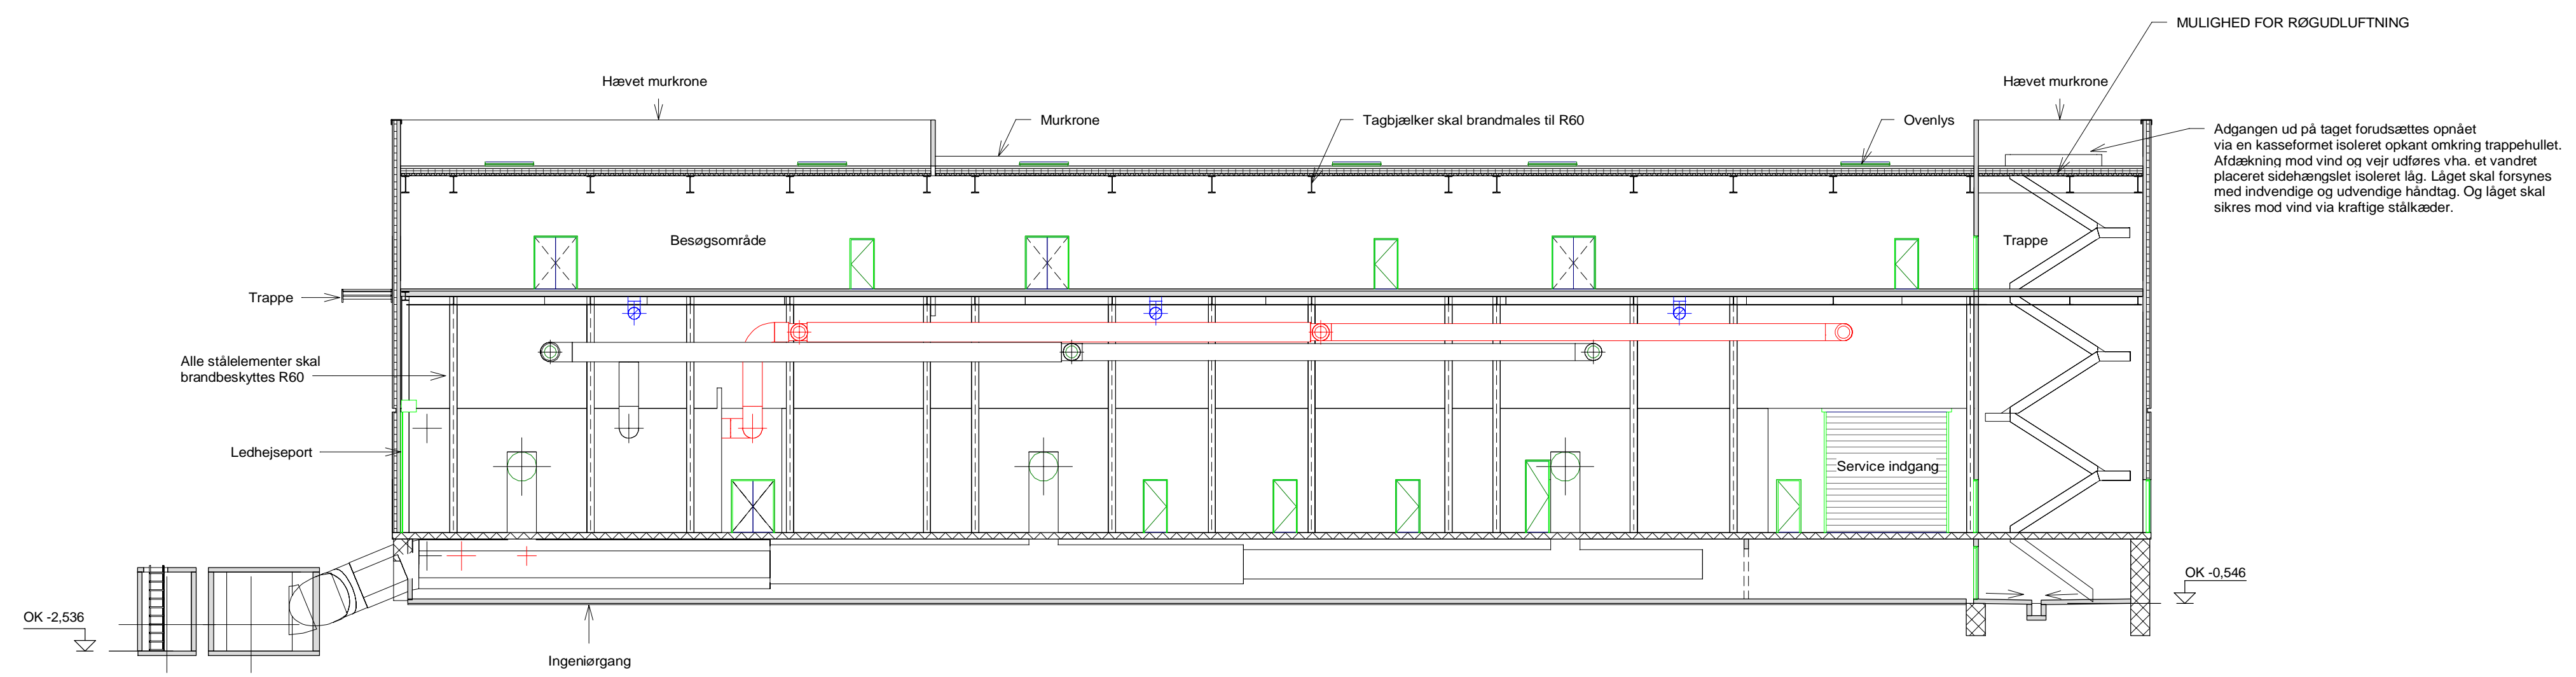 MULIGHED FOR RØGUDLUFTNING
Hævet murkrone
Hævet murkrone
Murkrone
Tagbjælker skal brandmales til R60
Ovenlys
Adgangen ud på taget forudsættes opnået
via en kasseformet isoleret opkant omkring trappehullet.
Afdækning mod vind og vejr udføres vha. et vandret
placeret sidehængslet isoleret låg. Låget skal forsynes
med indvendige og udvendige håndtag. Og låget skal
sikres mod vind via kraftige stålkæder.
Besøgsområde
Trappe
Trappe
Alle stålelementer skal
brandbeskyttes R60
Ledhejseport
Service indgang
OK -0,546
OK -2,536
Ingeniørgang